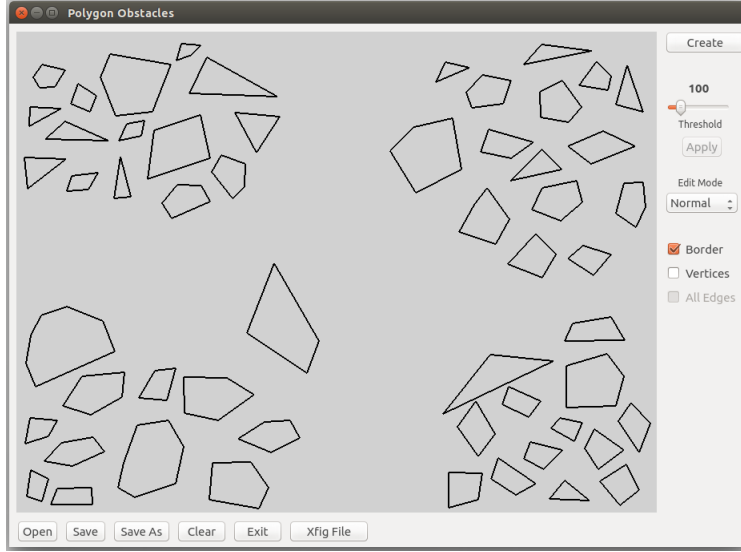 Polygon Obstacles
Create
100
Threshold
Apply
Edit Mode
Normal
Border
Vertices
All Edges
Open Save Save As Clear Exit Xfig File